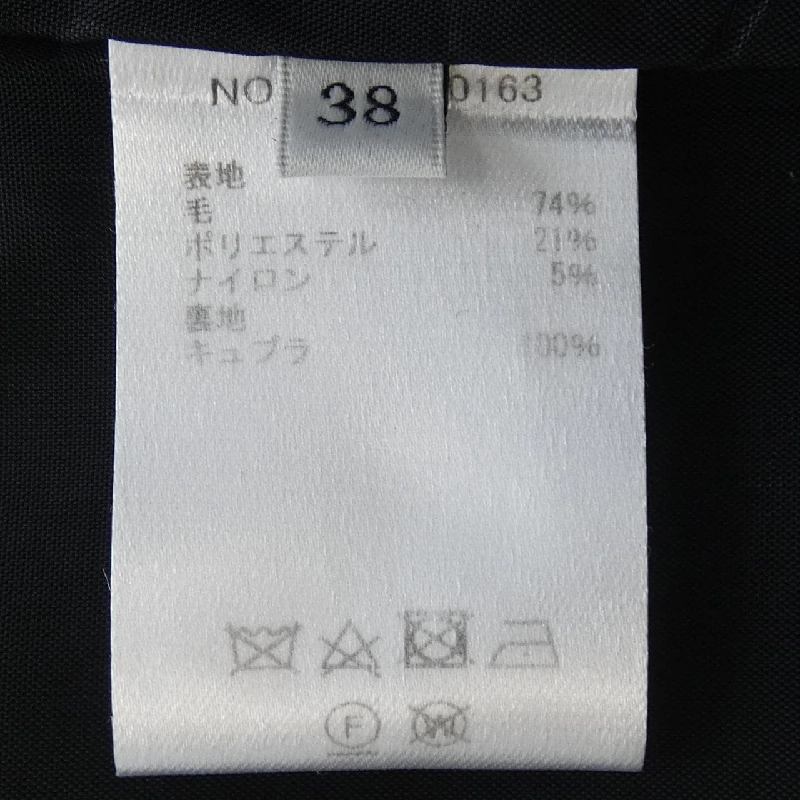 NO 38 0163
表地
毛 74%
ポリエステル 21%
ナイロン 5%
裏地
キュプラ 100%
F W